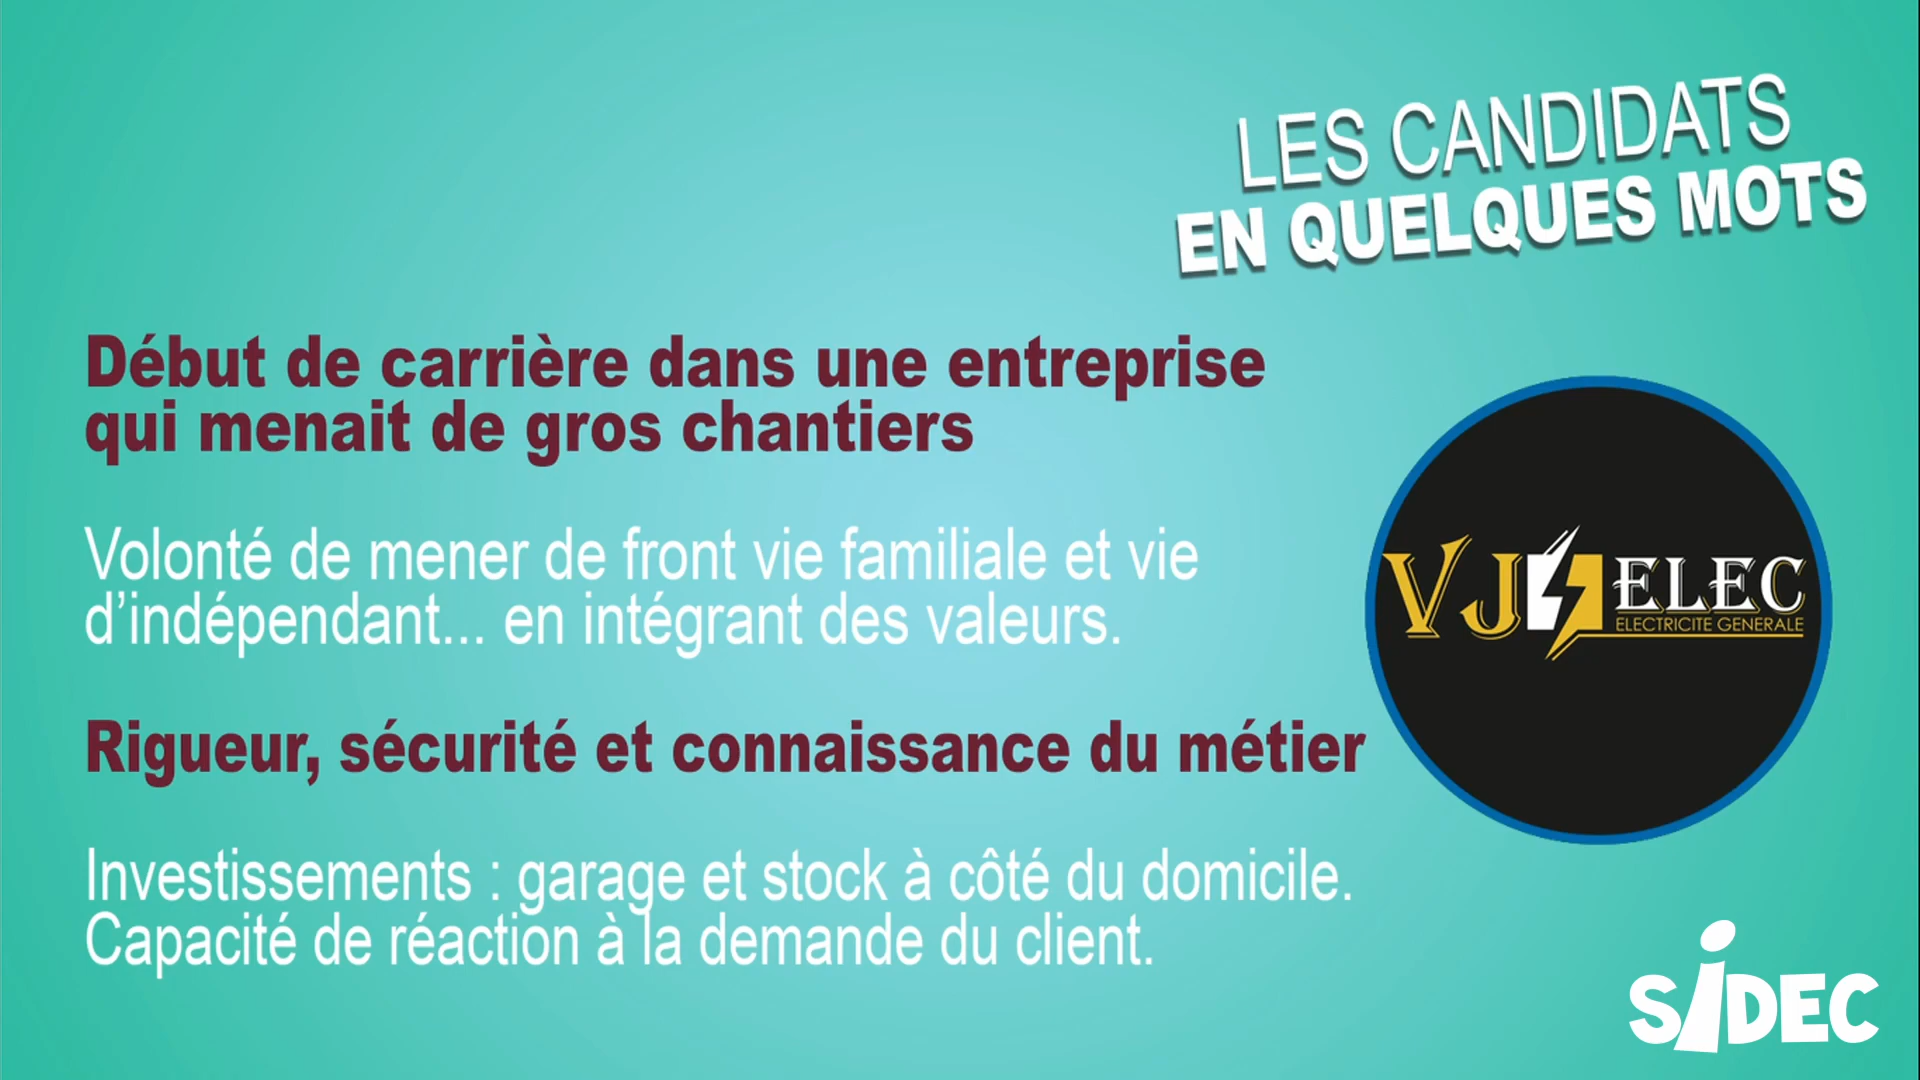 LES CANDIDATS
EN QUELQUES MOTS
Début de carrière dans une entreprise
qui menait de gros chantiers
Volonté de mener de front vie familiale et vie
d’indépendant... en intégrant des valeurs.
Rigueur, sécurité et connaissance du métier
Investissements : garage et stock à côté du domicile.
Capacité de réaction à la demande du client.
VJ ELEC
ELECTRICITE GENERALE
SiDEC